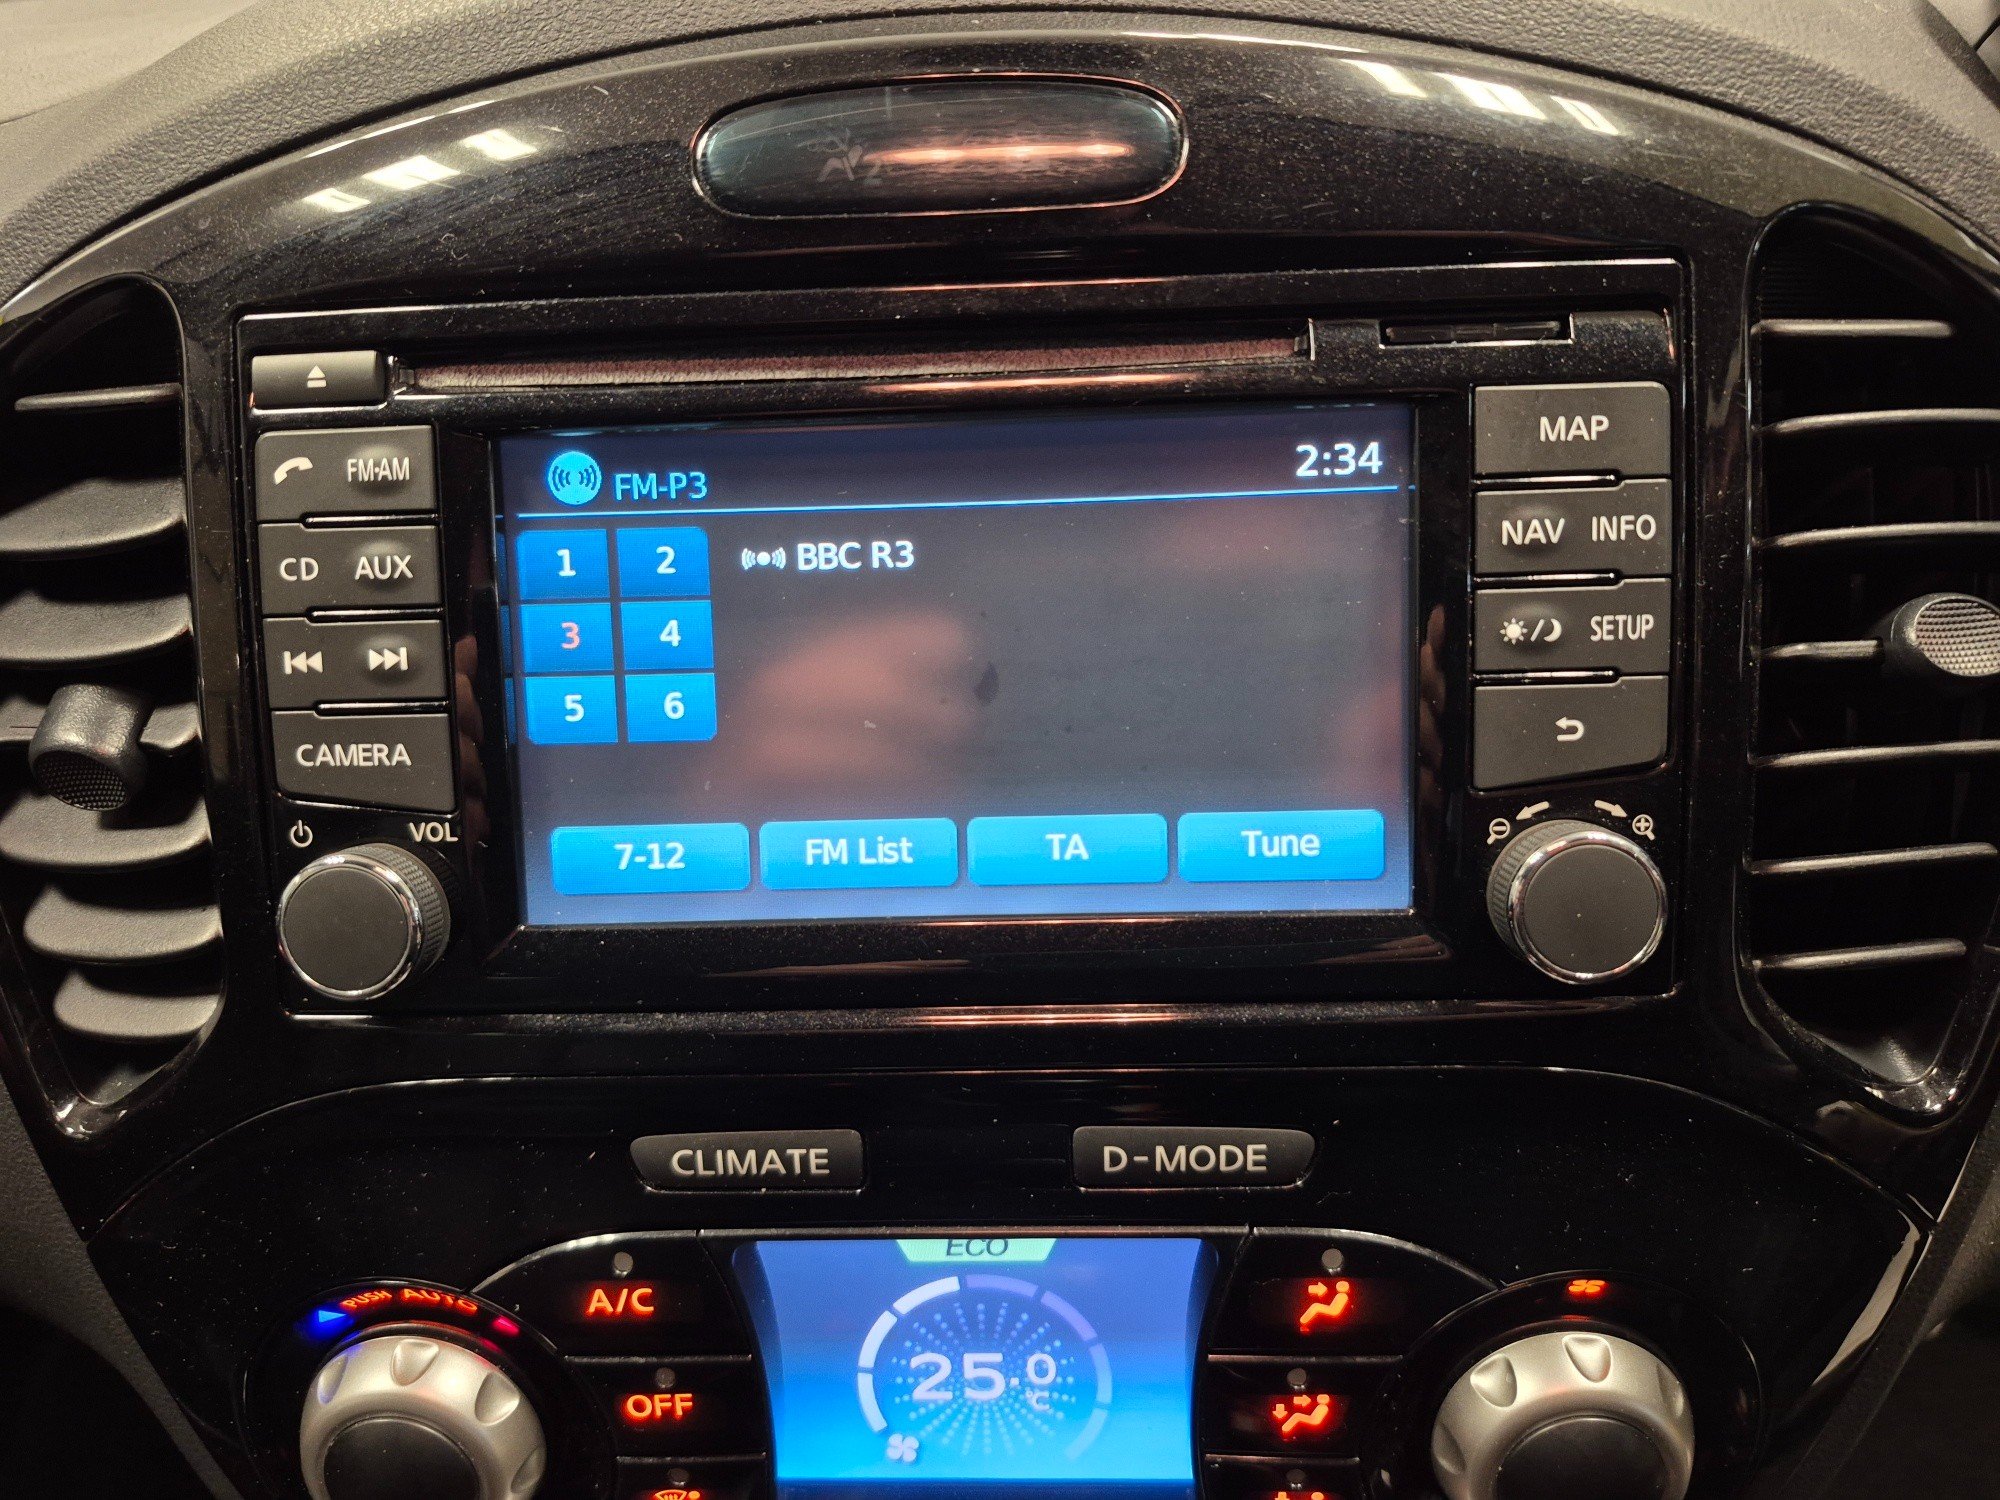 2
FM-P3
2:34
1 2 BBC R3
3 4
5 6
7-12 FM List TA Tune
FM·AM
CD AUX
CAMERA
VOL
MAP
NAV INFO
SETUP
CLIMATE
D-MODE
PUSH AUTO
A/C
OFF
ECO
25.0
°C